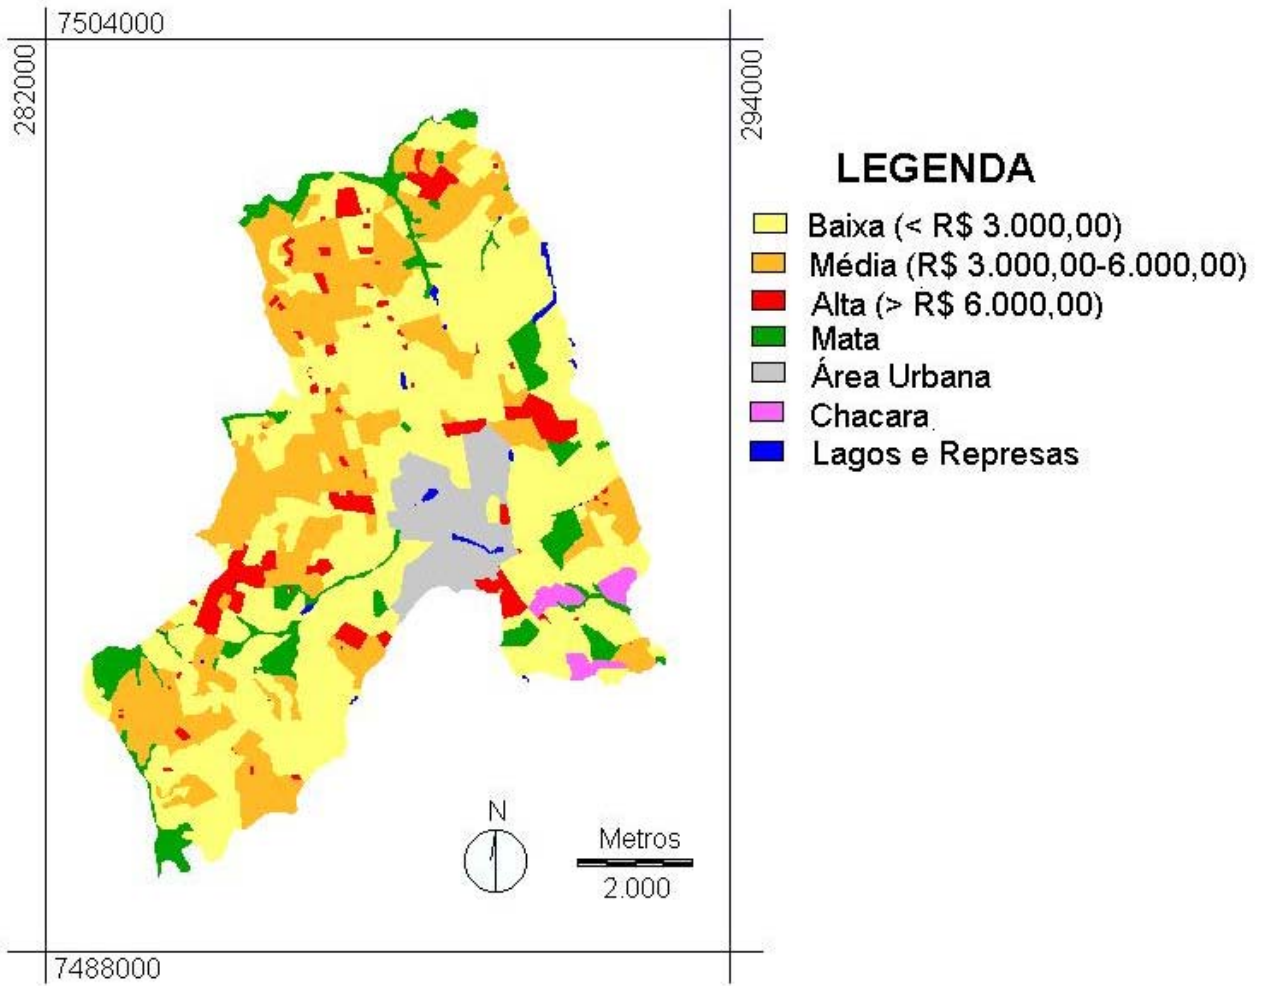 7504000
282000
294000
LEGENDA
Baixa (< R$ 3.000,00)
Média (R$ 3.000,00-6.000,00)
Alta (> R$ 6.000,00)
Mata
Área Urbana
Chacara
Lagos e Represas
N
Metros
2.000
7488000